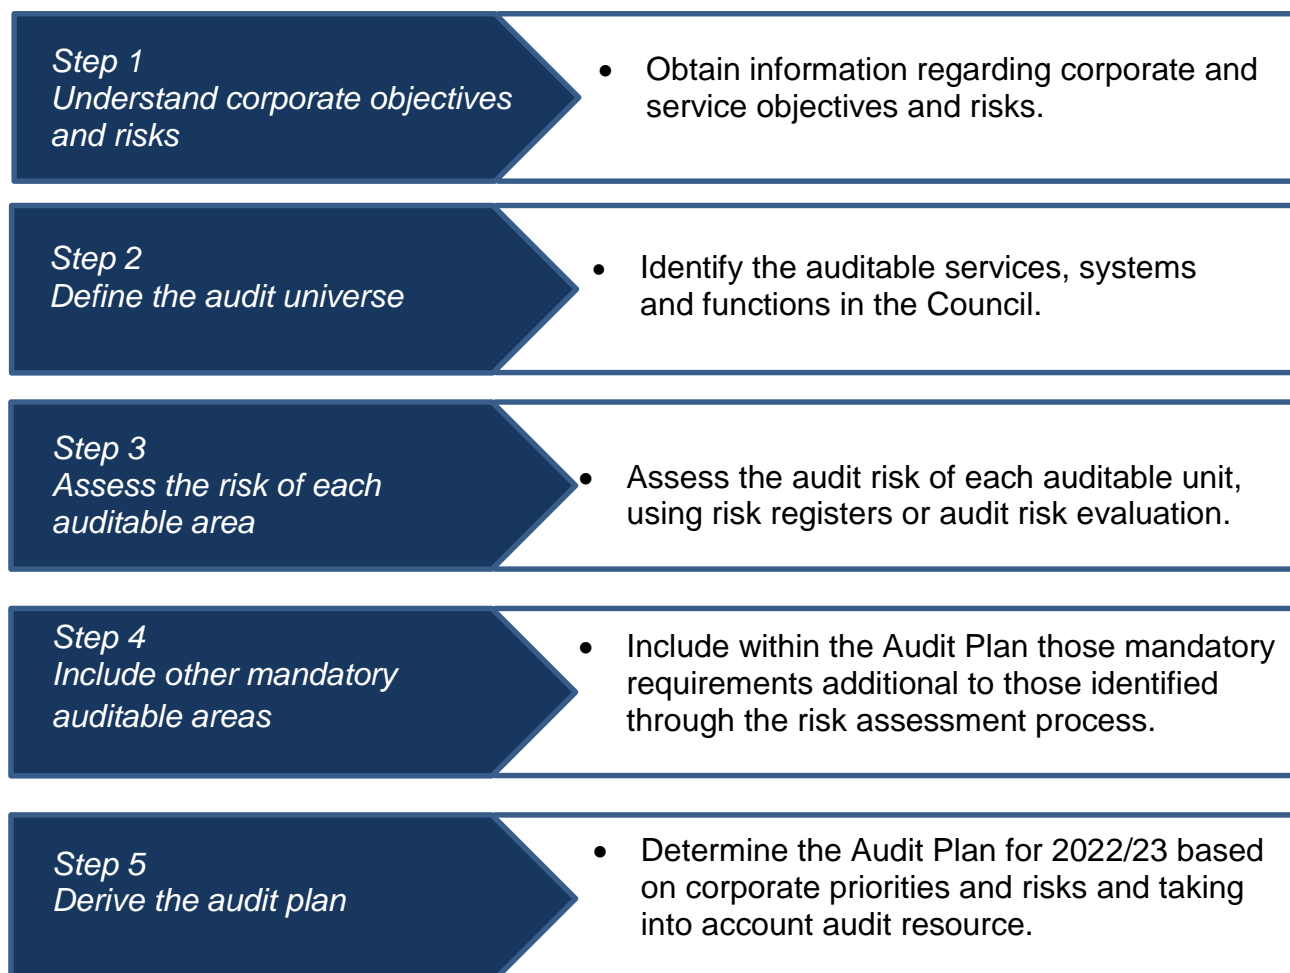 Step 1
Understand corporate objectives
and risks
• Obtain information regarding corporate and
service objectives and risks.
Step 2
Define the audit universe
• Identify the auditable services, systems
and functions in the Council.
Step 3
Assess the risk of each
auditable area
• Assess the audit risk of each auditable unit,
using risk registers or audit risk evaluation.
Step 4
Include other mandatory
auditable areas
• Include within the Audit Plan those mandatory
requirements additional to those identified
through the risk assessment process.
Step 5
Derive the audit plan
• Determine the Audit Plan for 2022/23 based
on corporate priorities and risks and taking
into account audit resource.